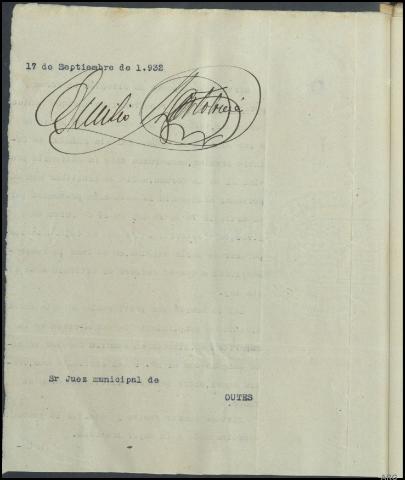 17 de Septiembre de 1.932
Emilio
Sr Juez municipal de
OUTES